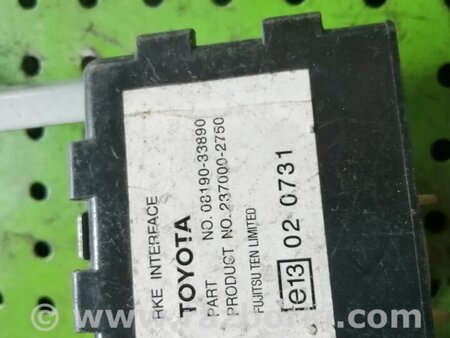 RKE INTERFACE
TOYOTA
PART NO. 08190-33890
PRODUCT NO. 237000-2750
FUJITSU TEN LIMITED
e13 02 0731